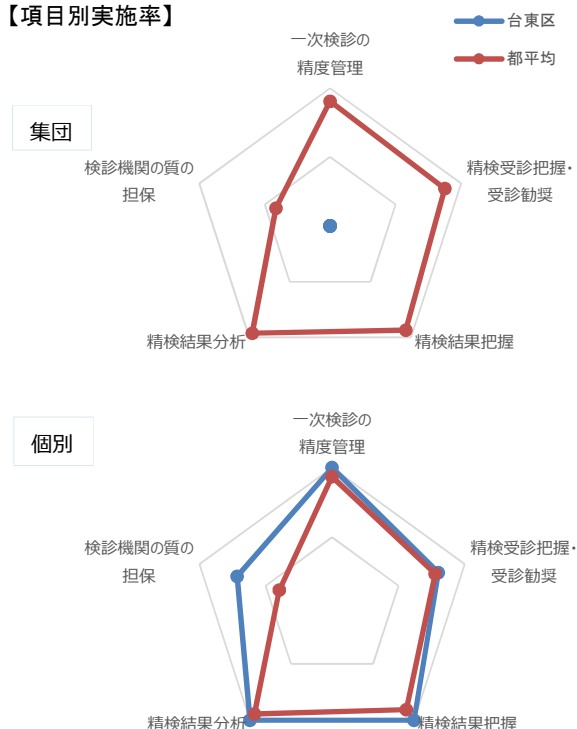 【項目別実施率】
台東区
都平均
集団
一次検診の
精度管理
検診機関の質の
担保
精検受診把握・
受診勧奨
精検結果分析
精検結果把握
個別
一次検診の
精度管理
検診機関の質の
担保
精検受診把握・
受診勧奨
精検結果分析
精検結果把握